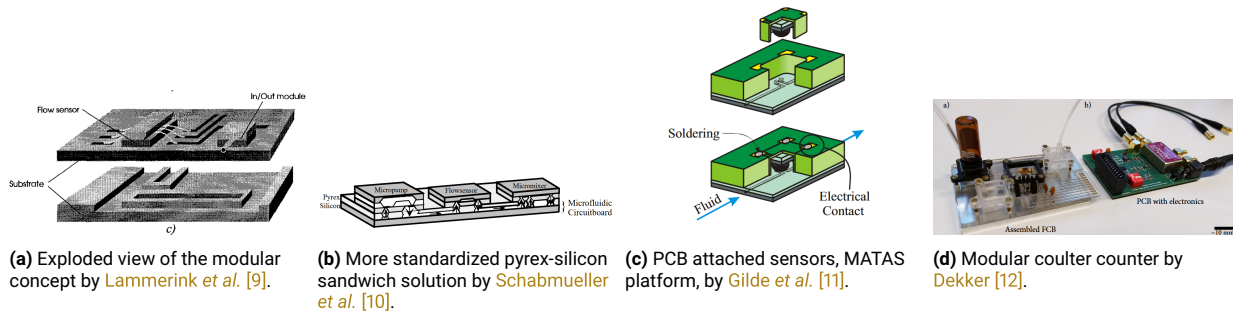 In/Out module
Flow sensor
Substrate
c)
Micropump
Flowsensor
Micromixer
Pyrex
Silicon
Microfluidic
Circuitboard
Soldering
Fluid
Electrical
Contact
a)
b)
PCB with electronics
Assembled FCB
~10 mm
(a) Exploded view of the modular
concept by Lammerink et al. [9].
(b) More standardized pyrex-silicon
sandwich solution by Schabmueller
et al. [10].
(c) PCB attached sensors, MATAS
platform, by Gilde et al. [11].
(d) Modular coulter counter by
Dekker [12].